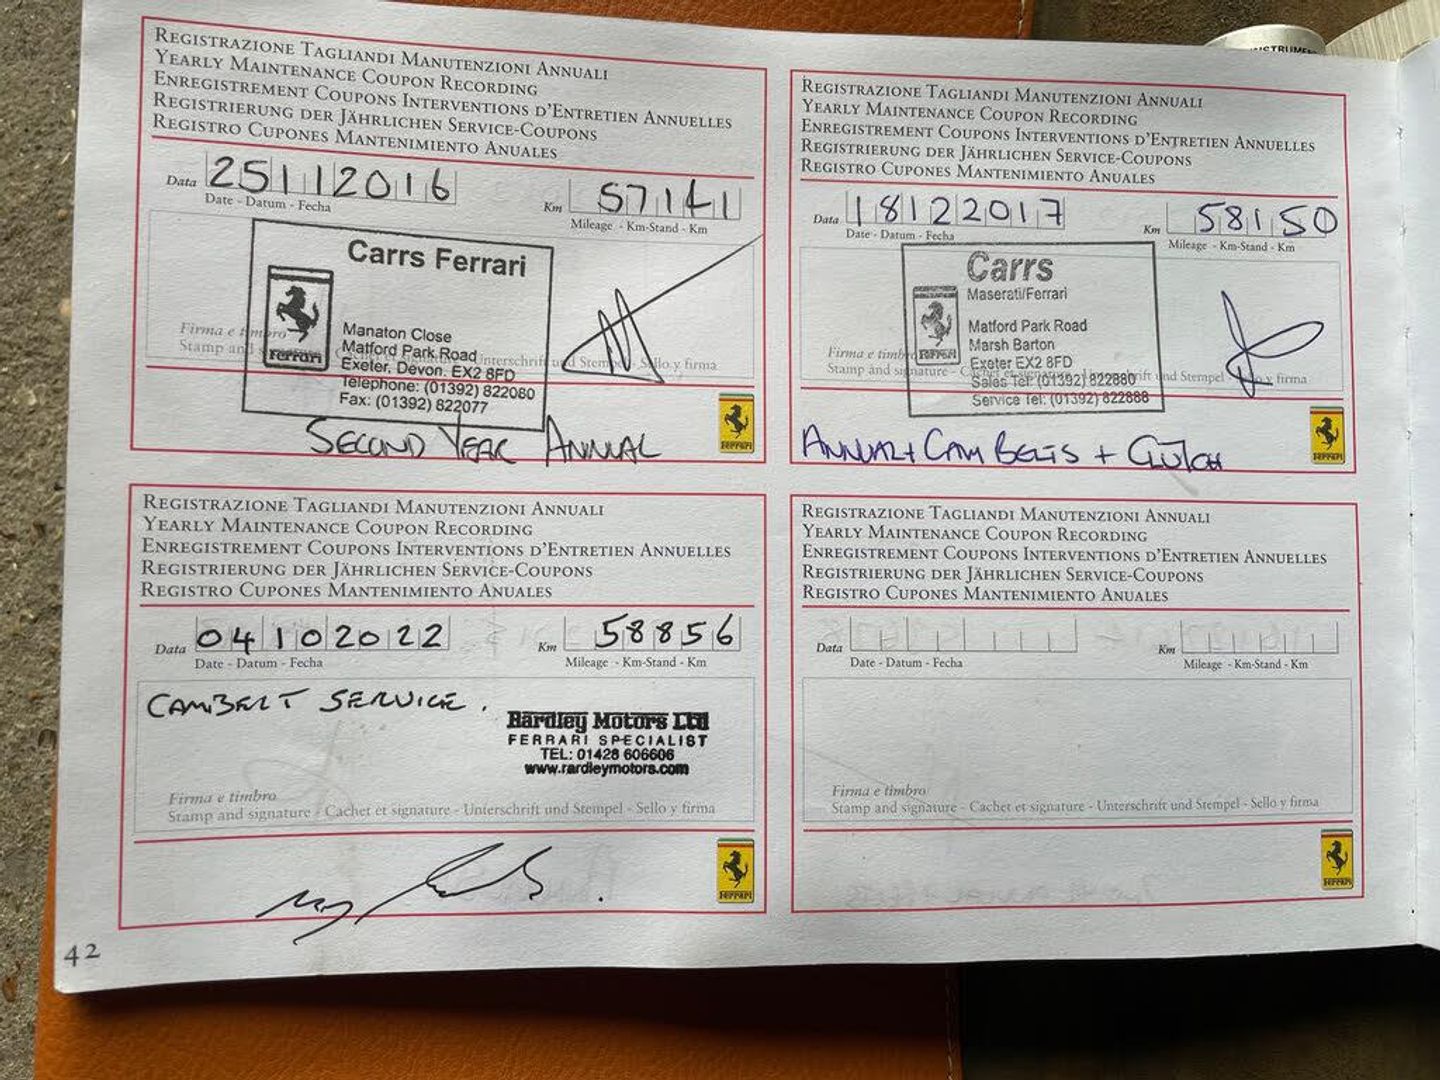 INSTRUME
REGISTRAZIONE TAGLIANDI MANUTENZIONI ANNUALI
YEARLY MAINTENANCE COUPON RECORDING
ENREGISTREMENT COUPONS INTERVENTIONS D'ENTRETIEN ANNUELLES
REGISTRIERUNG DER JÄHRLICHEN SERVICE-COUPONS
REGISTRO CUPONES MANTENIMIENTO ANUALES
Data 25112016 Km 57141
Date - Datum - Fecha Mileage - Km-Stand - Km
Carrs Ferrari
Manaton Close
Matford Park Road
Exeter, Devon. EX2 8FD
Telephone: (01392) 822080
Fax: (01392) 822077
Ferrari
Firma e timbro
Stamp and signature - Cachet et signature - Unterschrift und Stempel - Sello y firma
SECOND YEAR ANNUAL
Ferrari
REGISTRAZIONE TAGLIANDI MANUTENZIONI ANNUALI
YEARLY MAINTENANCE COUPON RECORDING
ENREGISTREMENT COUPONS INTERVENTIONS D'ENTRETIEN ANNUELLES
REGISTRIERUNG DER JÄHRLICHEN SERVICE-COUPONS
REGISTRO CUPONES MANTENIMIENTO ANUALES
Data 18122017 Km 58150
Date - Datum - Fecha Mileage - Km-Stand - Km
Carrs
Maserati/Ferrari
Matford Park Road
Marsh Barton
Exeter EX2 8FD
Sales Tel: (01392) 822880
Service Tel: (01392) 822888
Ferrari
Firma e timbro
Stamp and signature - Cachet et signature - Unterschrift und Stempel - Sello y firma
ANNUAL + CAM BELTS + CLUTCH
Ferrari
REGISTRAZIONE TAGLIANDI MANUTENZIONI ANNUALI
YEARLY MAINTENANCE COUPON RECORDING
ENREGISTREMENT COUPONS INTERVENTIONS D'ENTRETIEN ANNUELLES
REGISTRIERUNG DER JÄHRLICHEN SERVICE-COUPONS
REGISTRO CUPONES MANTENIMIENTO ANUALES
Data 04102022 Km 58856
Date - Datum - Fecha Mileage - Km-Stand - Km
CAMBELT SERVICE.
Rardley Motors Ltd
FERRARI SPECIALIST
TEL: 01428 606606
www.rardleymotors.com
Firma e timbro
Stamp and signature - Cachet et signature - Unterschrift und Stempel - Sello y firma
Ferrari
REGISTRAZIONE TAGLIANDI MANUTENZIONI ANNUALI
YEARLY MAINTENANCE COUPON RECORDING
ENREGISTREMENT COUPONS INTERVENTIONS D'ENTRETIEN ANNUELLES
REGISTRIERUNG DER JÄHRLICHEN SERVICE-COUPONS
REGISTRO CUPONES MANTENIMIENTO ANUALES
Data Km
Date - Datum - Fecha Mileage - Km-Stand - Km
Firma e timbro
Stamp and signature - Cachet et signature - Unterschrift und Stempel - Sello y firma
Ferrari
42